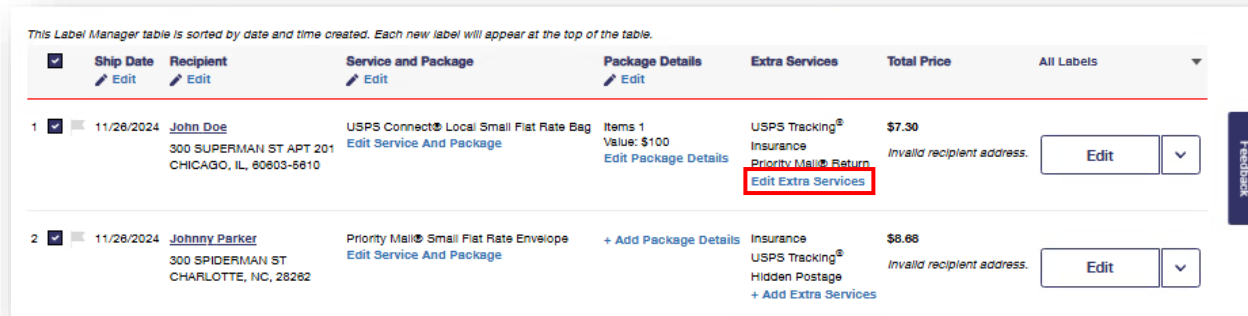 This Label Manager table is sorted by date and time created. Each new label will appear at the top of the table.
Ship Date Recipient Service and Package Package Details Extra Services Total Price All Labels
Edit Edit Edit Edit
1 11/26/2024 John Doe USPS Connect® Local Small Flat Rate Bag Items 1 USPS Tracking® $7.30
300 SUPERMAN ST APT 201 Edit Service And Package Value: $100 Insurance Invalid recipient address. Edit
CHICAGO, IL, 60603-5610 Edit Package Details Priority Mail® Return
Edit Extra Services
Feedback
2 11/26/2024 Johnny Parker Priority Mail® Small Flat Rate Envelope + Add Package Details Insurance $8.68
300 SPIDERMAN ST Edit Service And Package USPS Tracking® Invalid recipient address. Edit
CHARLOTTE, NC, 28262 Hidden Postage
+ Add Extra Services